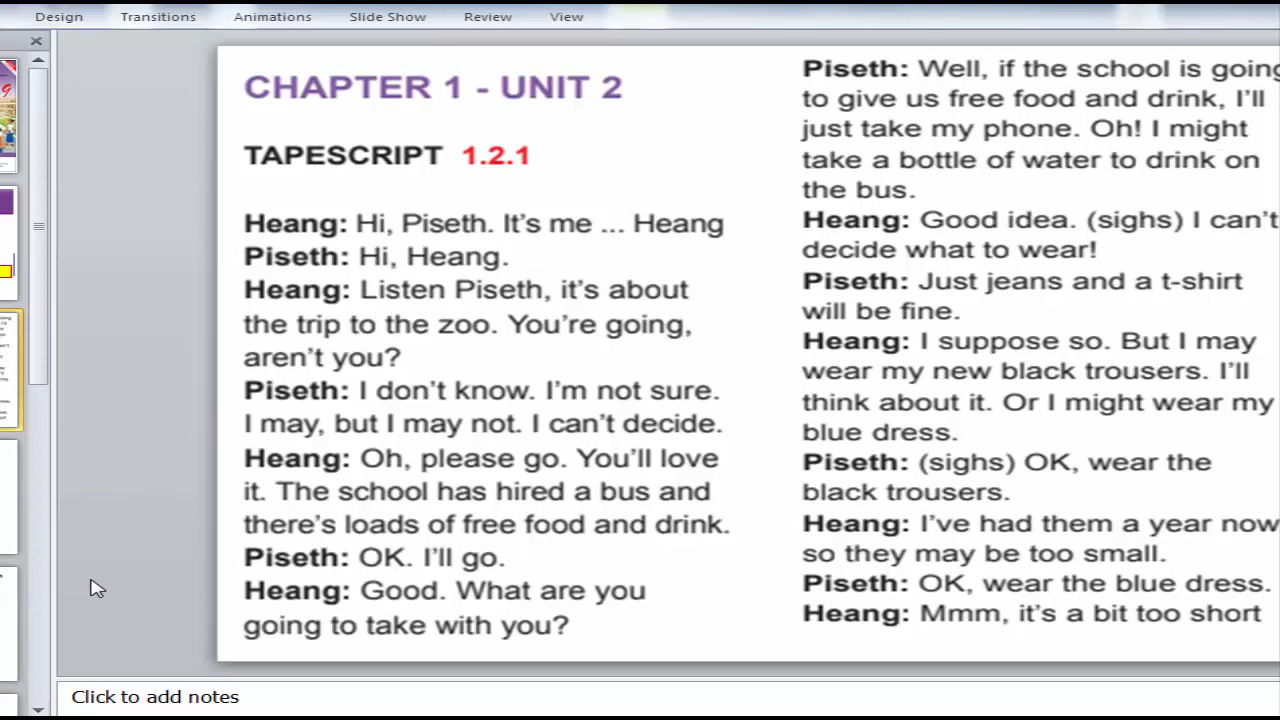 Design Transitions Animations Slide Show Review View
CHAPTER 1 - UNIT 2
TAPESCRIPT 1.2.1
Heang: Hi, Piseth. It's me ... Heang
Piseth: Hi, Heang.
Heang: Listen Piseth, it's about
the trip to the zoo. You're going,
aren't you?
Piseth: I don't know. I'm not sure.
I may, but I may not. I can't decide.
Heang: Oh, please go. You'll love
it. The school has hired a bus and
there's loads of free food and drink.
Piseth: OK. I'll go.
Heang: Good. What are you
going to take with you?
Piseth: Well, if the school is going
to give us free food and drink, I'll
just take my phone. Oh! I might
take a bottle of water to drink on
the bus.
Heang: Good idea. (sighs) I can't
decide what to wear!
Piseth: Just jeans and a t-shirt
will be fine.
Heang: I suppose so. But I may
wear my new black trousers. I'll
think about it. Or I might wear my
blue dress.
Piseth: (sighs) OK, wear the
black trousers.
Heang: I've had them a year now
so they may be too small.
Piseth: OK, wear the blue dress.
Heang: Mmm, it's a bit too short
Click to add notes